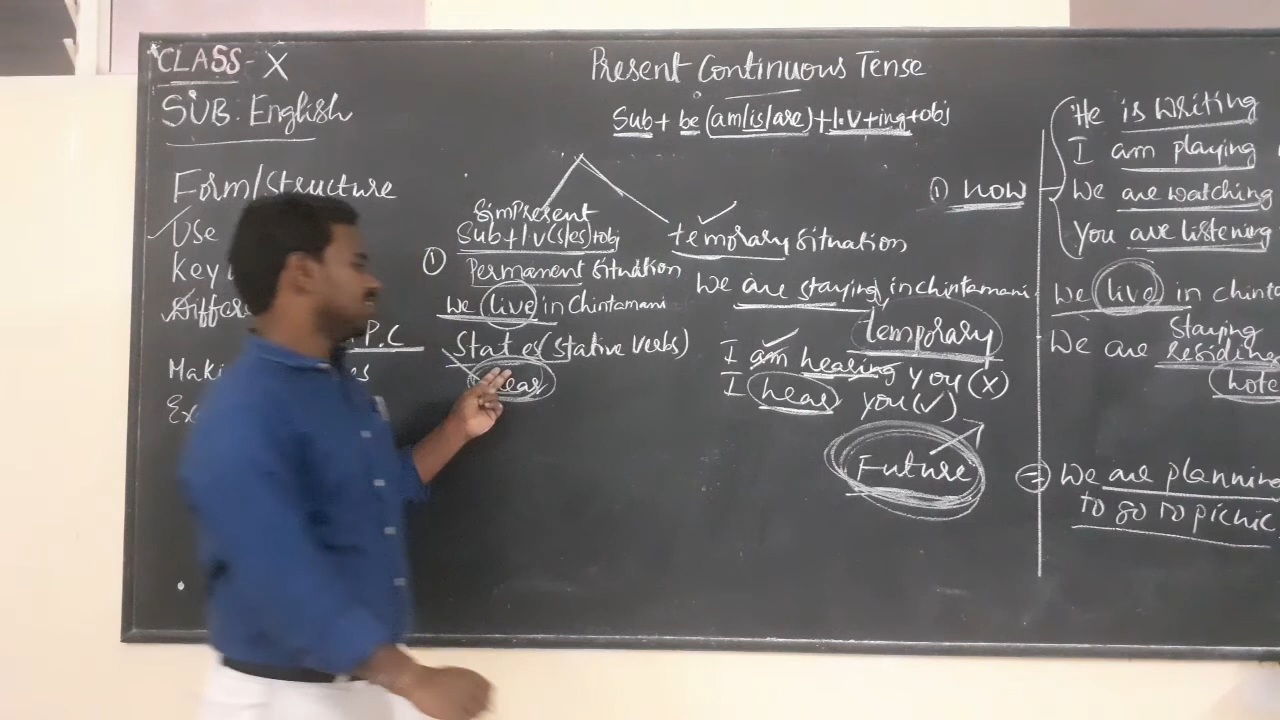 CLASS - X
SUB: English
Form/Structure
Use
Key
Differe
P.C
Maki es
Ex
Present Continuous Tense
Sub + be (am/is/are) + I.V + ing + obj
Sim Present
Sub + I V (s/es) + obj
① Permanent Situation
We live in Chintamani
States (stative verbs)
hear
temporary Situation
We are staying in chintamani.
temporary
I am hearing you (X)
I hear you (✓)
Future
① now
He is writing
I am playing
We are watching
You are listening
We live in chinta
Staying
We are residing
hote
We are planning
to go to picnic